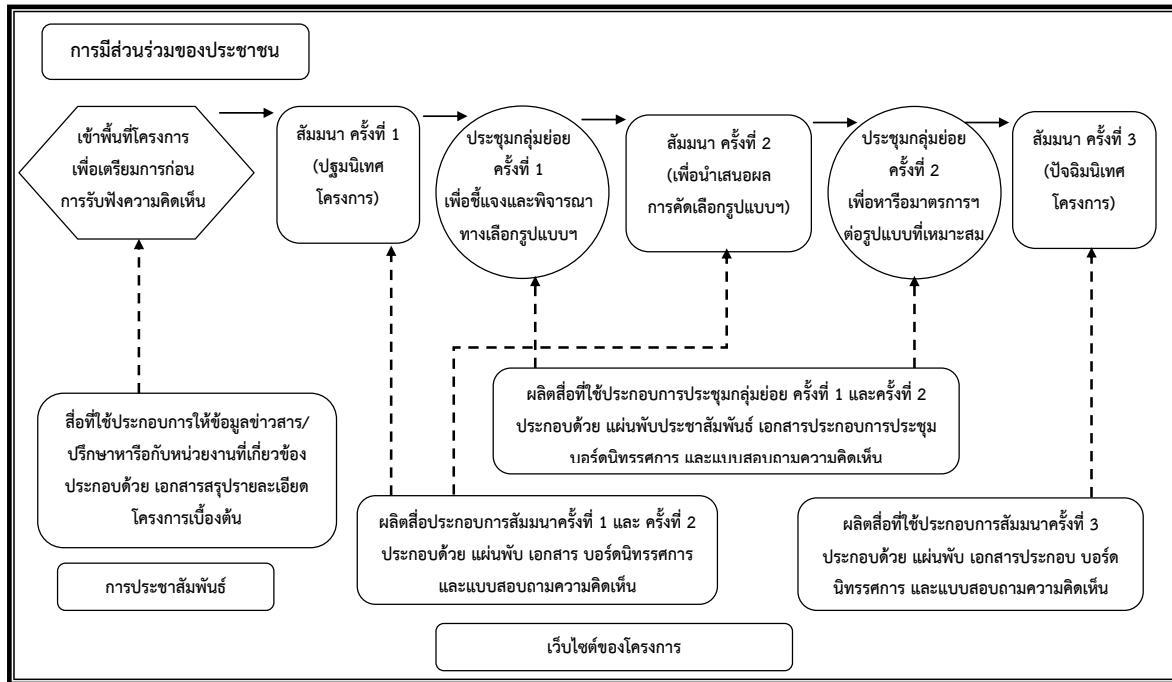 การมีส่วนร่วมของประชาชน
เข้าพื้นที่โครงการ
เพื่อเตรียมการก่อน
การรับฟังความคิดเห็น
สัมมนา ครั้งที่ 1
(ปฐมนิเทศ
โครงการ)
ประชุมกลุ่มย่อย
ครั้งที่ 1
เพื่อชี้แจงและพิจารณา
ทางเลือกรูปแบบฯ
สัมมนา ครั้งที่ 2
(เพื่อนำเสนอผล
การคัดเลือกรูปแบบฯ)
ประชุมกลุ่มย่อย
ครั้งที่ 2
เพื่อหารือมาตรการฯ
ต่อรูปแบบที่เหมาะสม
สัมมนา ครั้งที่ 3
(ปัจฉิมนิเทศ
โครงการ)
สื่อที่ใช้ประกอบการให้ข้อมูลข่าวสาร/
ปรึกษาหารือกับหน่วยงานที่เกี่ยวข้อง
ประกอบด้วย เอกสารสรุปรายละเอียด
โครงการเบื้องต้น
ผลิตสื่อที่ใช้ประกอบการประชุมกลุ่มย่อย ครั้งที่ 1 และครั้งที่ 2
ประกอบด้วย แผ่นพับประชาสัมพันธ์ เอกสารประกอบการประชุม
บอร์ดนิทรรศการ และแบบสอบถามความคิดเห็น
ผลิตสื่อประกอบการสัมมนาครั้งที่ 1 และ ครั้งที่ 2
ประกอบด้วย แผ่นพับ เอกสาร บอร์ดนิทรรศการ
และแบบสอบถามความคิดเห็น
ผลิตสื่อที่ใช้ประกอบการสัมมนาครั้งที่ 3
ประกอบด้วย แผ่นพับ เอกสารประกอบ บอร์ด
นิทรรศการ และแบบสอบถามความคิดเห็น
การประชาสัมพันธ์
เว็บไซต์ของโครงการ